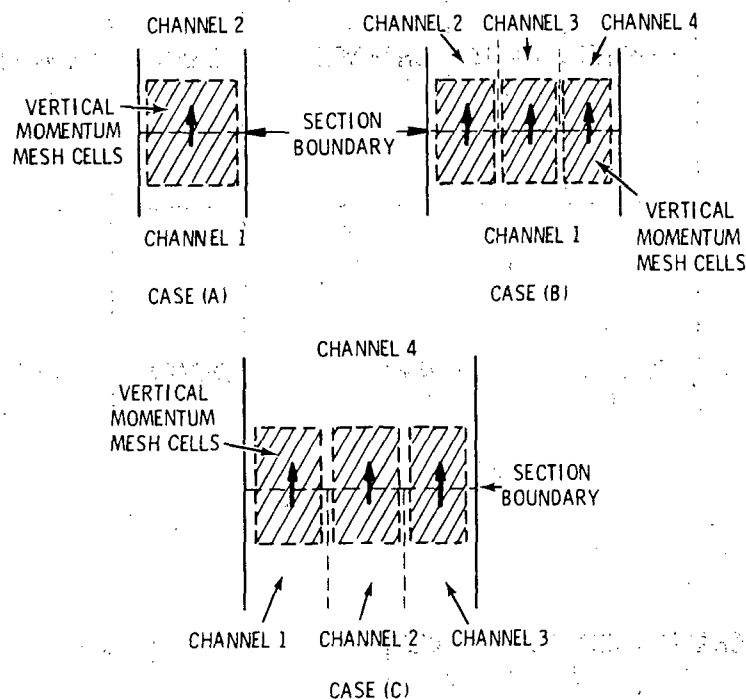 CHANNEL 2
VERTICAL
MOMENTUM
MESH CELLS
CHANNEL 1
CASE (A)
SECTION
BOUNDARY
CHANNEL 2
CHANNEL 3
CHANNEL 4
CHANNEL 1
VERTICAL
MOMENTUM
MESH CELLS
CASE (B)
CHANNEL 4
VERTICAL
MOMENTUM
MESH CELLS
SECTION
BOUNDARY
CHANNEL 1
CHANNEL 2
CHANNEL 3
CASE (C)